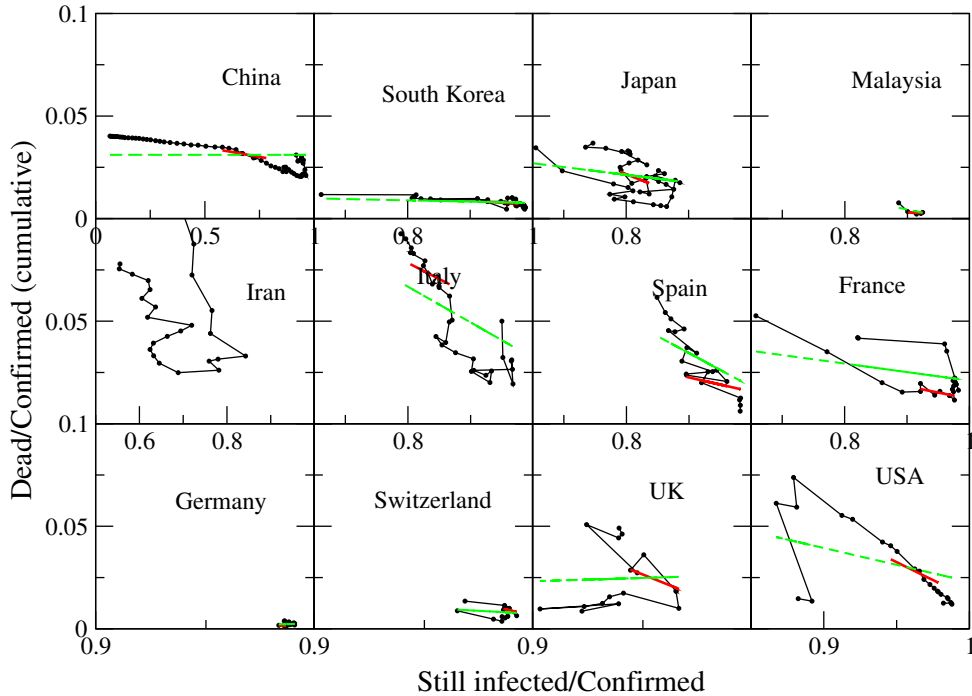 0.1
China
South Korea
Japan
Malaysia
0.05
0
0
0.5
1
0.8
1
0.8
0.8
Iran
Italy
Spain
France
0.05
0.1
0.6
0.8
0.8
0.8
0.8
1
Germany
Switzerland
UK
USA
0.05
0
0.9
0.9
0.9
0.9
1
Dead/Confirmed (cumulative)
Still infected/Confirmed